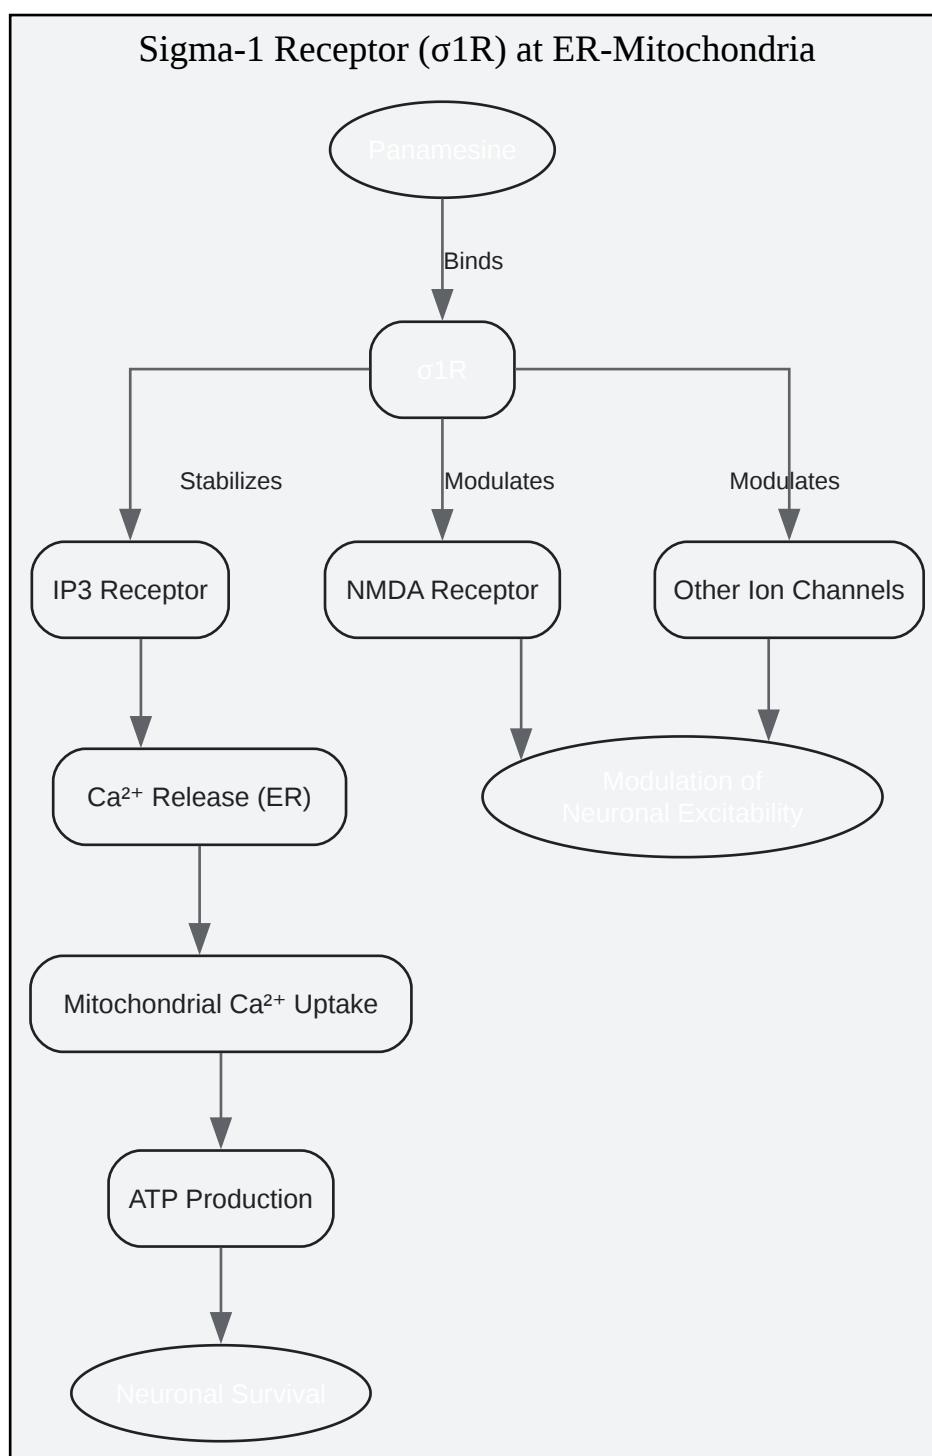 Sigma-1 Receptor (σ1R) at ER-Mitochondria
Panamesine
Binds
σ1R
Stabilizes
Modulates
Modulates
IP3 Receptor
NMDA Receptor
Other Ion Channels
Ca²⁺ Release (ER)
Modulation of
Neuronal Excitability
Mitochondrial Ca²⁺ Uptake
ATP Production
Neuronal Survival